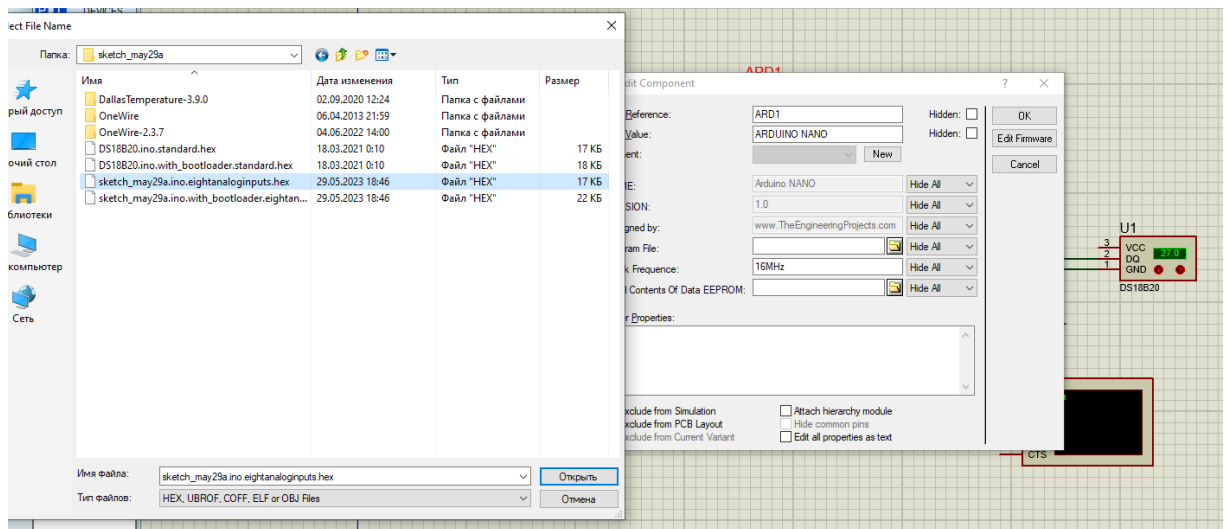 DEVICES
lect File Name
Папка:
sketch_may29a
Имя
Дата изменения
Тип
Размер
DallasTemperature-3.9.0
02.09.2020 12:24
Папка с файлами
OneWire
06.04.2013 21:59
Папка с файлами
OneWire-2.3.7
04.06.2022 14:00
Папка с файлами
DS18B20.ino.standard.hex
18.03.2021 0:10
Файл "HEX"
17 КБ
DS18B20.ino.with_bootloader.standard.hex
18.03.2021 0:10
Файл "HEX"
18 КБ
sketch_may29a.ino.eightanaloginputs.hex
29.05.2023 18:46
Файл "HEX"
17 КБ
sketch_may29a.ino.with_bootloader.eightan...
29.05.2023 18:46
Файл "HEX"
22 КБ
рый доступ
очий стол
блиотеки
компьютер
Сеть
Имя файла:
sketch_may29a.ino.eightanaloginputs.hex
Открыть
Тип файлов:
HEX, UBROF, COFF, ELF or OBJ Files
Отмена
ARD1
dit Component
?
Reference:
ARD1
Hidden:
OK
Value:
ARDUINO NANO
Hidden:
Edit Firmware
ent:
New
Cancel
E:
Arduino NANO
Hide All
SION:
1.0
Hide All
gned by:
www.TheEngineeringProjects.com
Hide All
ram File:
Hide All
k Frequence:
16MHz
Hide All
l Contents Of Data EEPROM:
Hide All
r Properties:
xclude from Simulation
Attach hierarchy module
xclude from PCB Layout
Hide common pins
xclude from Current Variant
Edit all properties as text
U1
3
VCC
27.0
2
DQ
1
GND
DS18B20
CTS